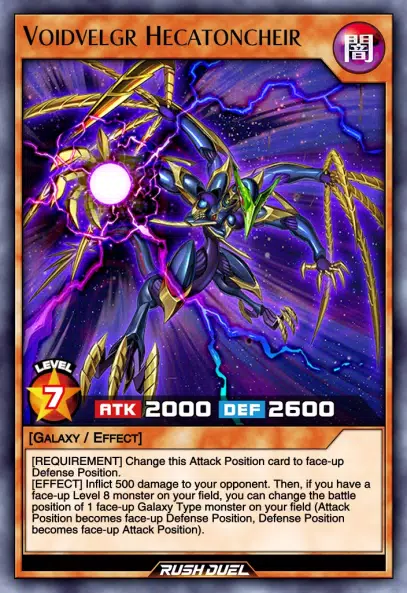 VOIDVELGR HECATONCHEIR
闇
LEVEL
7
ATK 2000 DEF 2600
[GALAXY / EFFECT]
[REQUIREMENT] Change this Attack Position card to face-up
Defense Position.
[EFFECT] Inflict 500 damage to your opponent. Then, if you have a
face-up Level 8 monster on your field, you can change the battle
position of 1 face-up Galaxy Type monster on your field (Attack
Position becomes face-up Defense Position, Defense Position
becomes face-up Attack Position).
RUSH DUEL